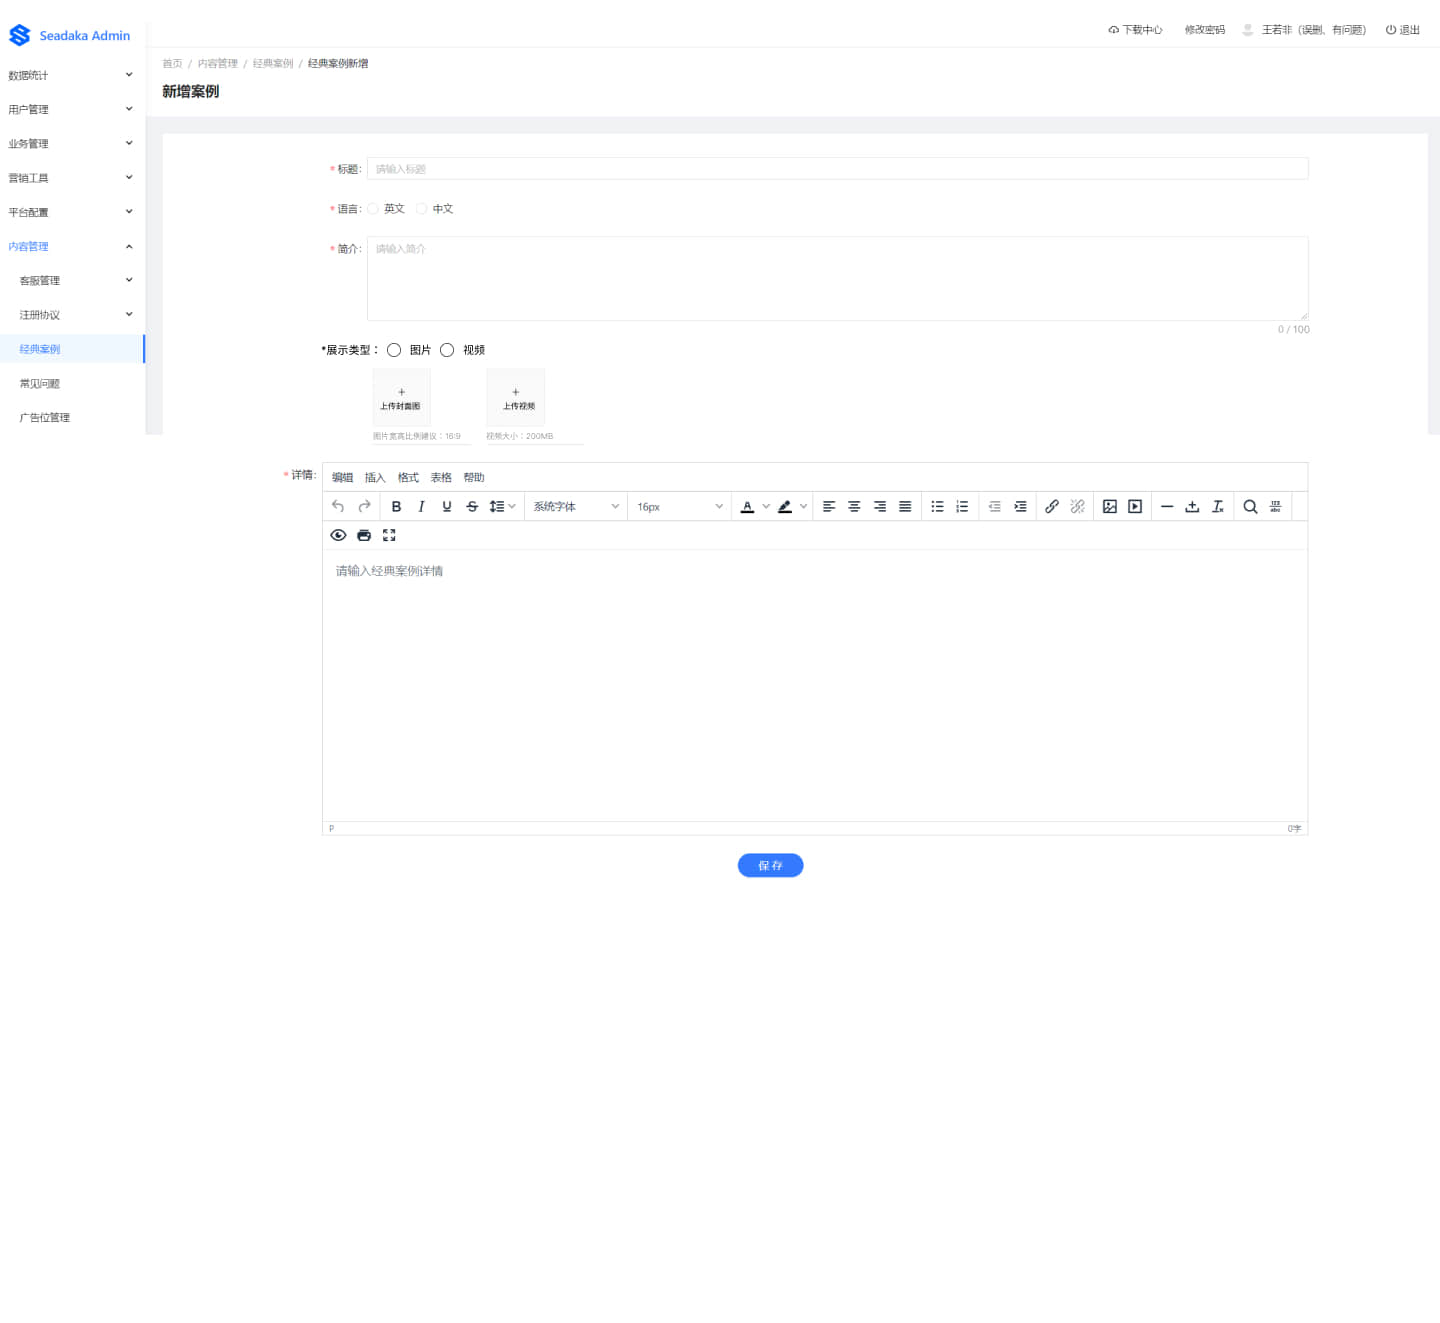 Seadaka Admin
下载中心 修改密码 王若非（误删、有问题） 退出
数据统计
用户管理
业务管理
营销工具
平台配置
内容管理
客服管理
注册协议
经典案例
常见问题
广告位管理
首页 / 内容管理 / 经典案例 / 经典案例新增
新增案例
* 标题: 请输入标题
* 语言: 英文 中文
* 简介: 请输入简介
0 / 100
*展示类型： 图片 视频
+ +
上传封面图 上传视频
图片宽高比例建议：16:9 视频大小：200MB
* 详情: 编辑 插入 格式 表格 帮助
B I U S 系统字体 16px A
请输入经典案例详情
P 0字
保存